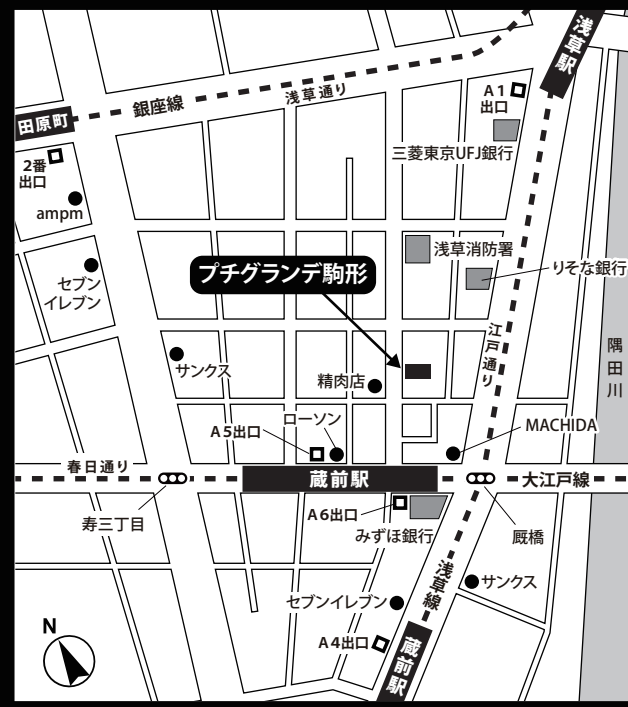 浅草駅
A1
出口
浅草通り
銀座線
田原町
三菱東京UFJ銀行
2番
出口
ampm
浅草消防署
りそな銀行
プチグランデ駒形
セブン
イレブン
江戸通り
隅田川
サンクス
精肉店
ローソン
A5出口
MACHIDA
春日通り
蔵前駅
大江戸線
寿三丁目
A6出口
みずほ銀行
厩橋
浅草線
サンクス
セブンイレブン
A4出口
蔵前駅
N